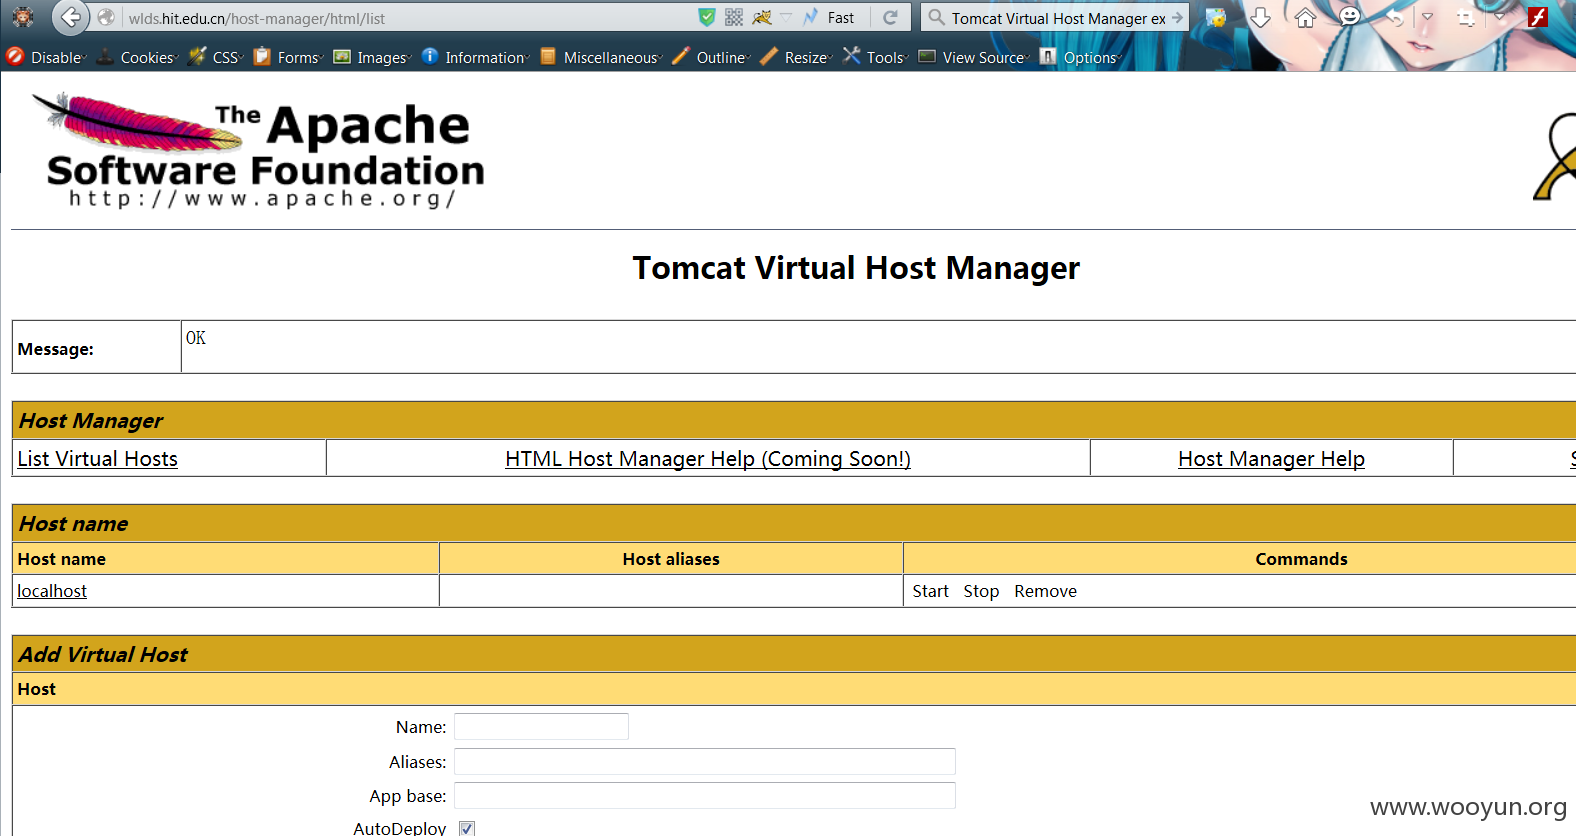 wlds.hit.edu.cn/host-manager/html/list Fast Tomcat Virtual Host Manager ex
Disable Cookies CSS Forms Images Information Miscellaneous Outline Resize Tools View Source Options
The Apache
Software Foundation
http://www.apache.org/
Tomcat Virtual Host Manager
Message: OK
Host Manager
List Virtual Hosts HTML Host Manager Help (Coming Soon!) Host Manager Help
Host name
Host name Host aliases Commands
localhost Start Stop Remove
Add Virtual Host
Host
Name:
Aliases:
App base:
AutoDeploy
www.wooyun.org